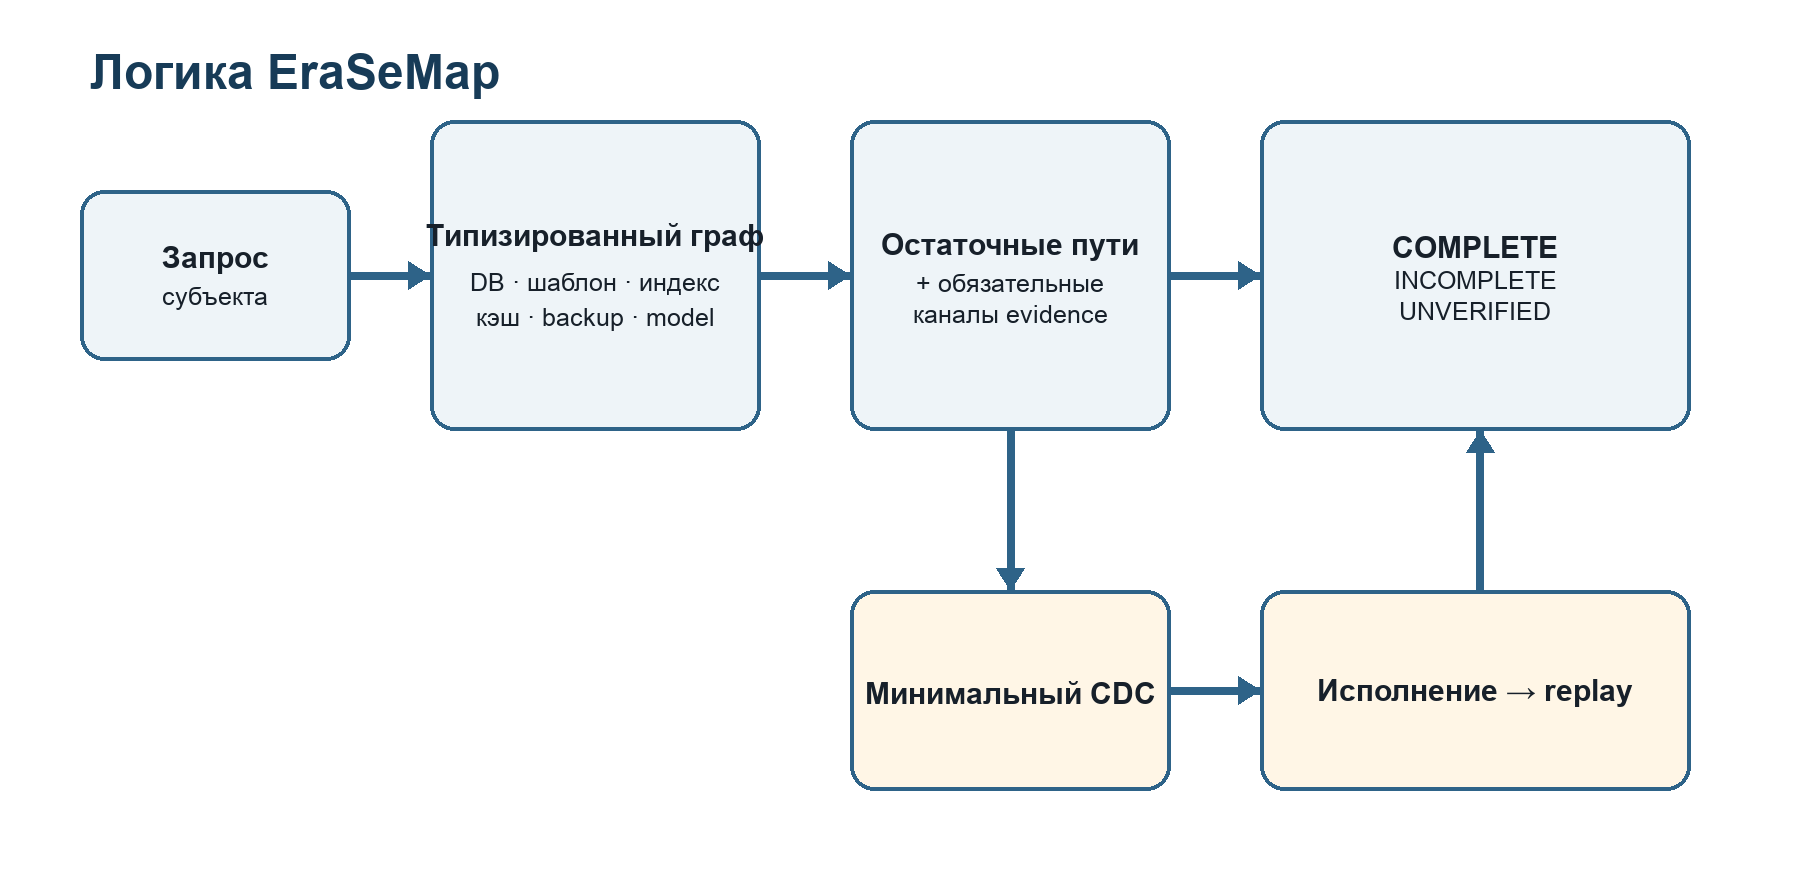 Логика EraSeMap
Запрос
субъекта
Типизированный граф
DB · шаблон · индекс
кэш · backup · model
Остаточные пути
+ обязательные
каналы evidence
COMPLETE
INCOMPLETE
UNVERIFIED
Минимальный CDC
Исполнение → replay